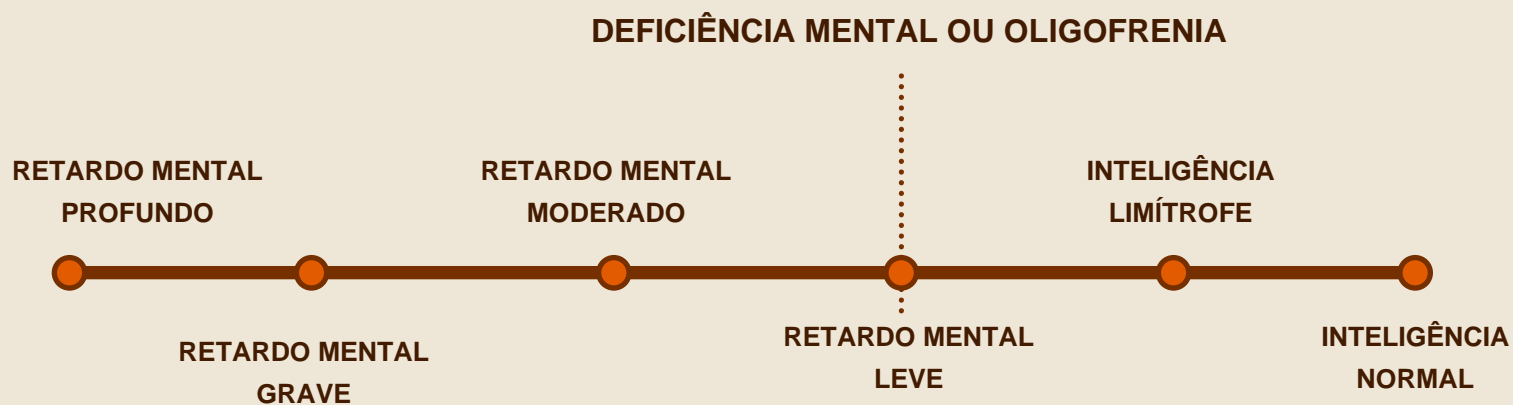 DEFICIÊNCIA MENTAL OU OLIGOFRENIA
RETARDO MENTAL
PROFUNDO
RETARDO MENTAL
MODERADO
INTELIGÊNCIA
LIMÍTROFE
RETARDO MENTAL
GRAVE
RETARDO MENTAL
LEVE
INTELIGÊNCIA
NORMAL